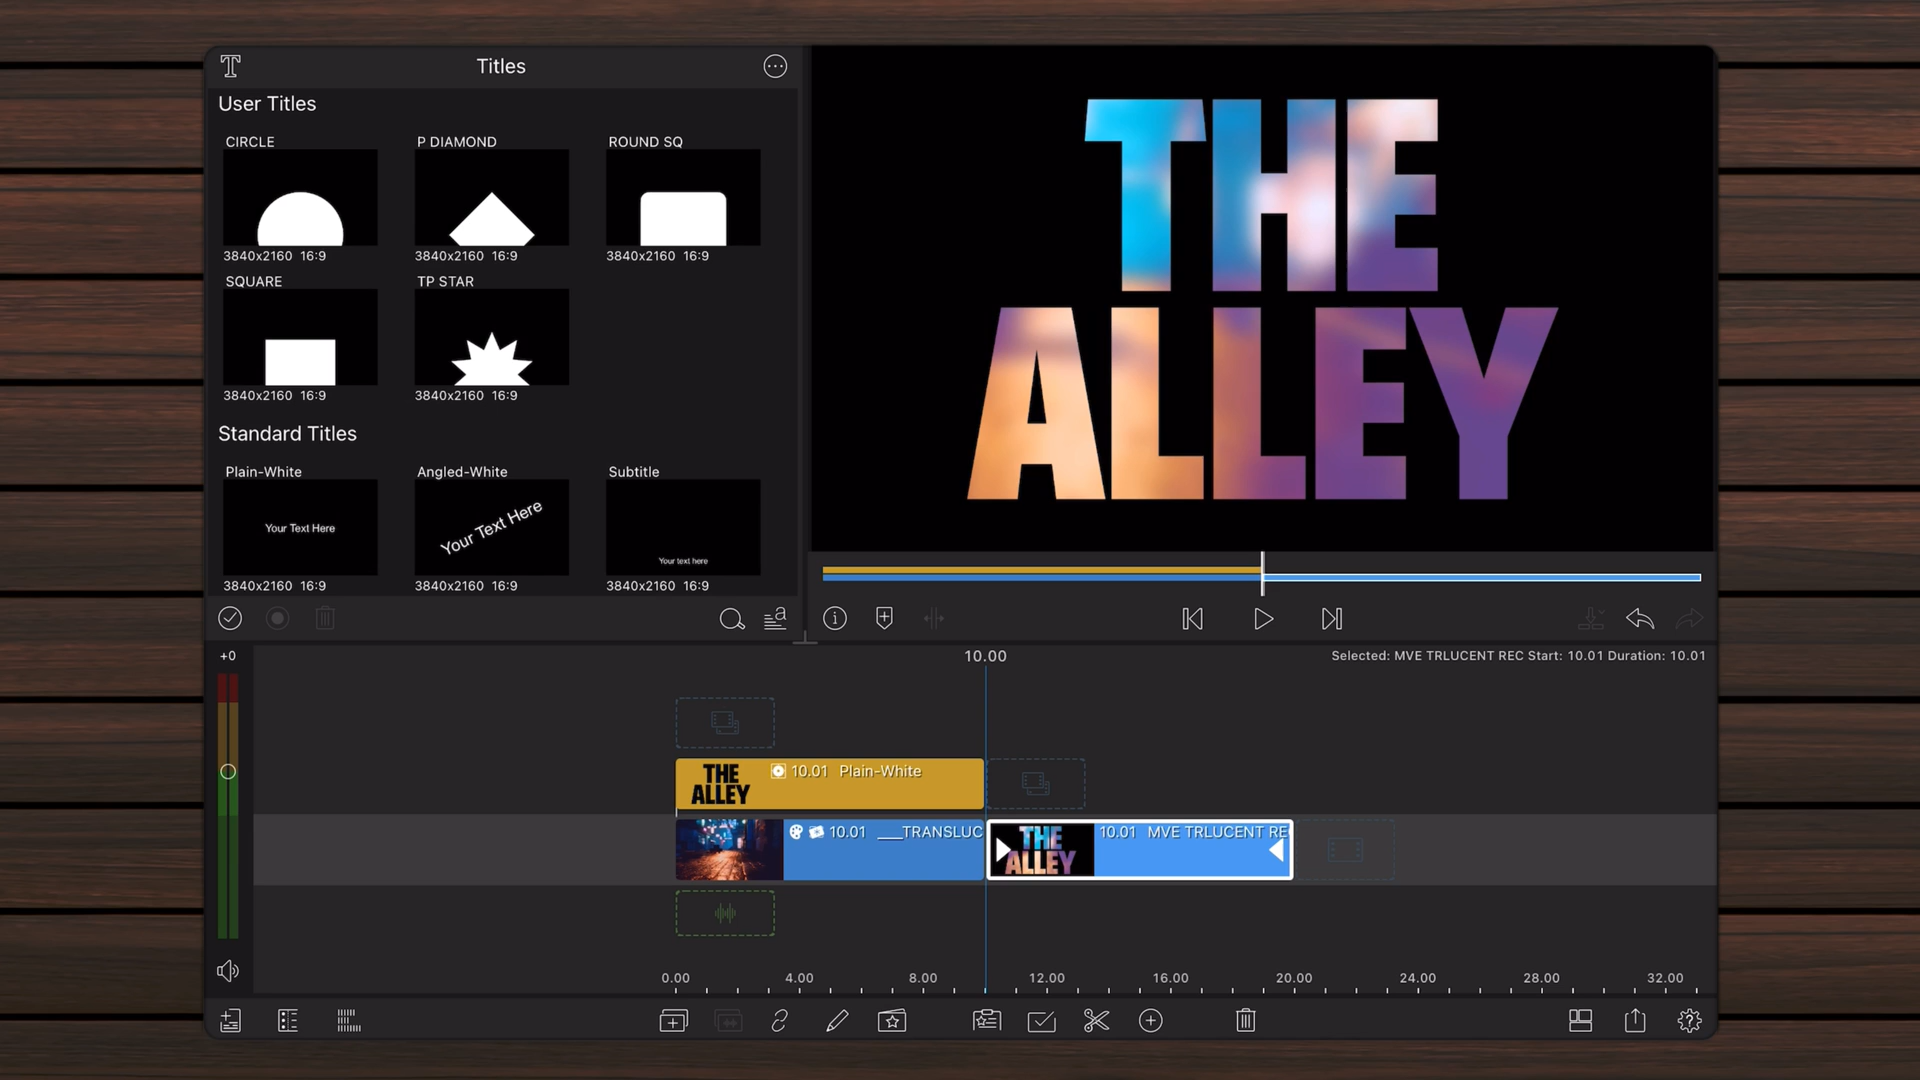 Titles
User Titles
CIRCLE
P DIAMOND
ROUND SQ
3840x2160 16:9
3840x2160 16:9
3840x2160 16:9
SQUARE
TP STAR
3840x2160 16:9
3840x2160 16:9
Standard Titles
Plain-White
Angled-White
Subtitle
Your Text Here
Your Text Here
Your text here
3840x2160 16:9
3840x2160 16:9
3840x2160 16:9
a
THE
ALLEY
+0
10.00
Selected: MVE TRLUCENT REC Start: 10.01 Duration: 10.01
THE
ALLEY
10.01 Plain-White
10.01 ___TRANSLUC
THE
ALLEY
10.01 MVE TRLUCENT RE
0.00 4.00 8.00 12.00 16.00 20.00 24.00 28.00 32.00